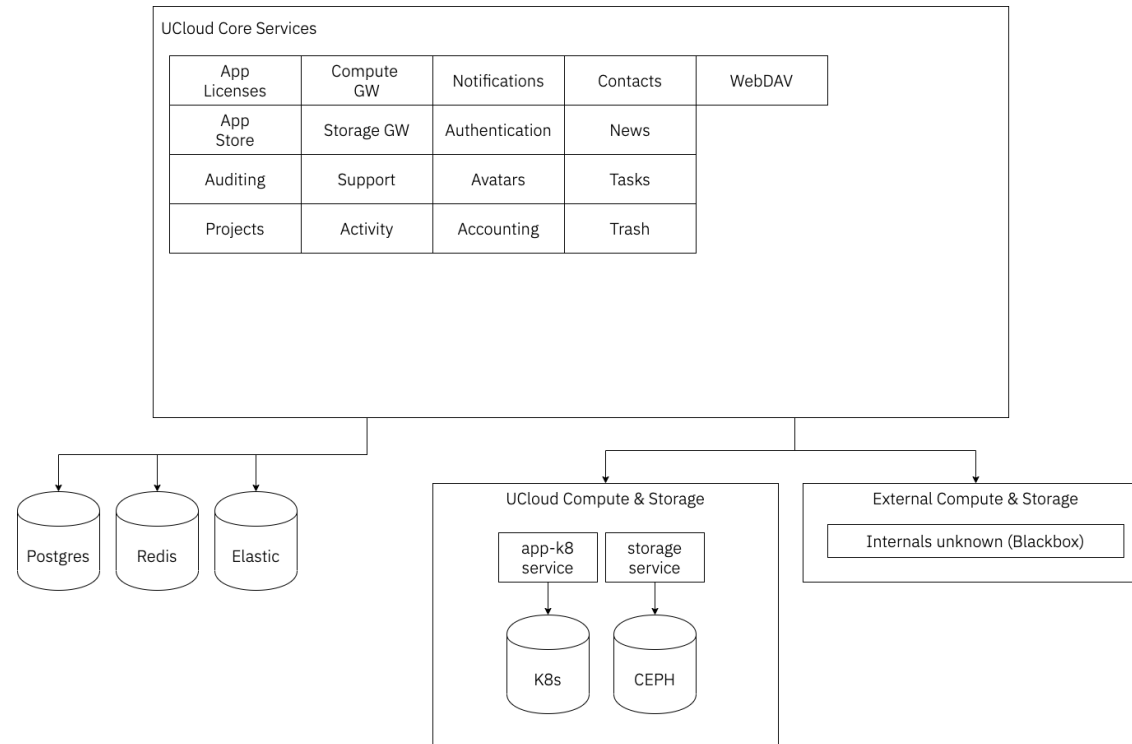 UCloud Core Services
App
Licenses
Compute
GW
Notifications
Contacts
WebDAV
App
Store
Storage GW
Authentication
News
Auditing
Support
Avatars
Tasks
Projects
Activity
Accounting
Trash
Postgres
Redis
Elastic
UCloud Compute & Storage
app-k8
service
storage
service
K8s
CEPH
External Compute & Storage
Internals unknown (Blackbox)